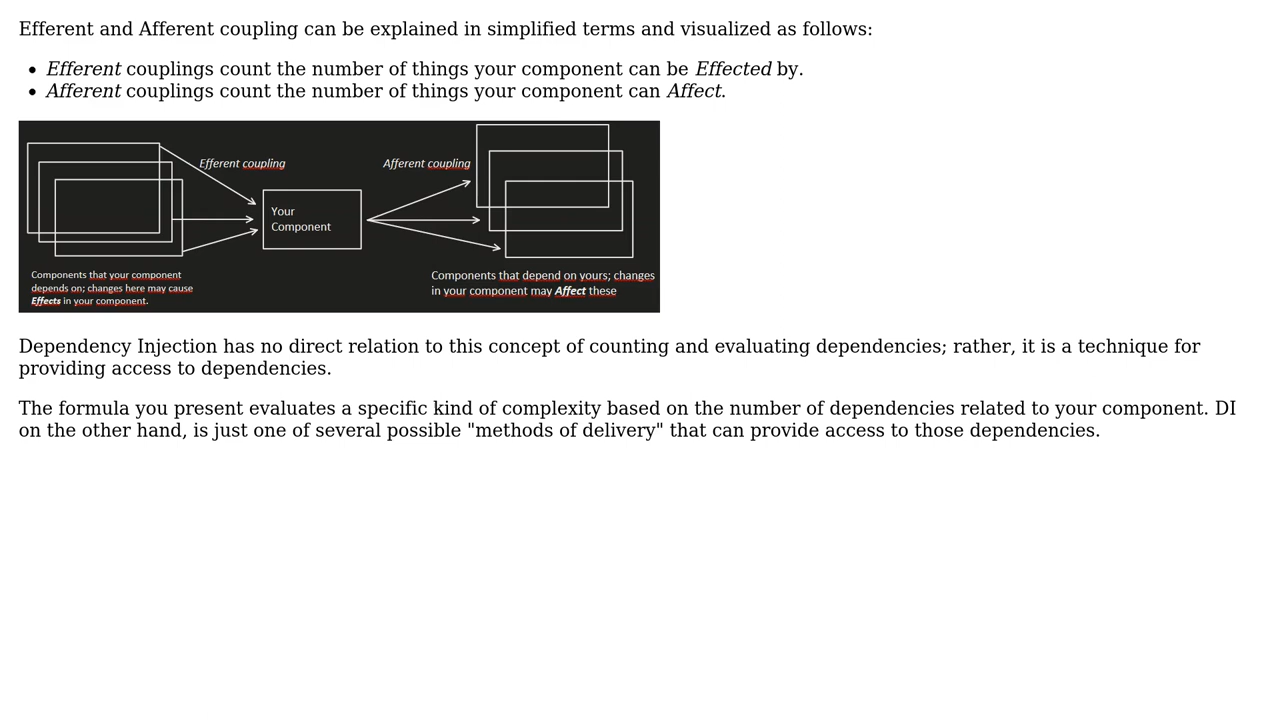 Efferent and Afferent coupling can be explained in simplified terms and visualized as follows:
• Efferent couplings count the number of things your component can be Effected by.
• Afferent couplings count the number of things your component can Affect.
Efferent coupling
Afferent coupling
Your
Component
Components that your component
depends on; changes here may cause
Effects in your component.
Components that depend on yours; changes
in your component may Affect these
Dependency Injection has no direct relation to this concept of counting and evaluating dependencies; rather, it is a technique for
providing access to dependencies.
The formula you present evaluates a specific kind of complexity based on the number of dependencies related to your component. DI
on the other hand, is just one of several possible "methods of delivery" that can provide access to those dependencies.